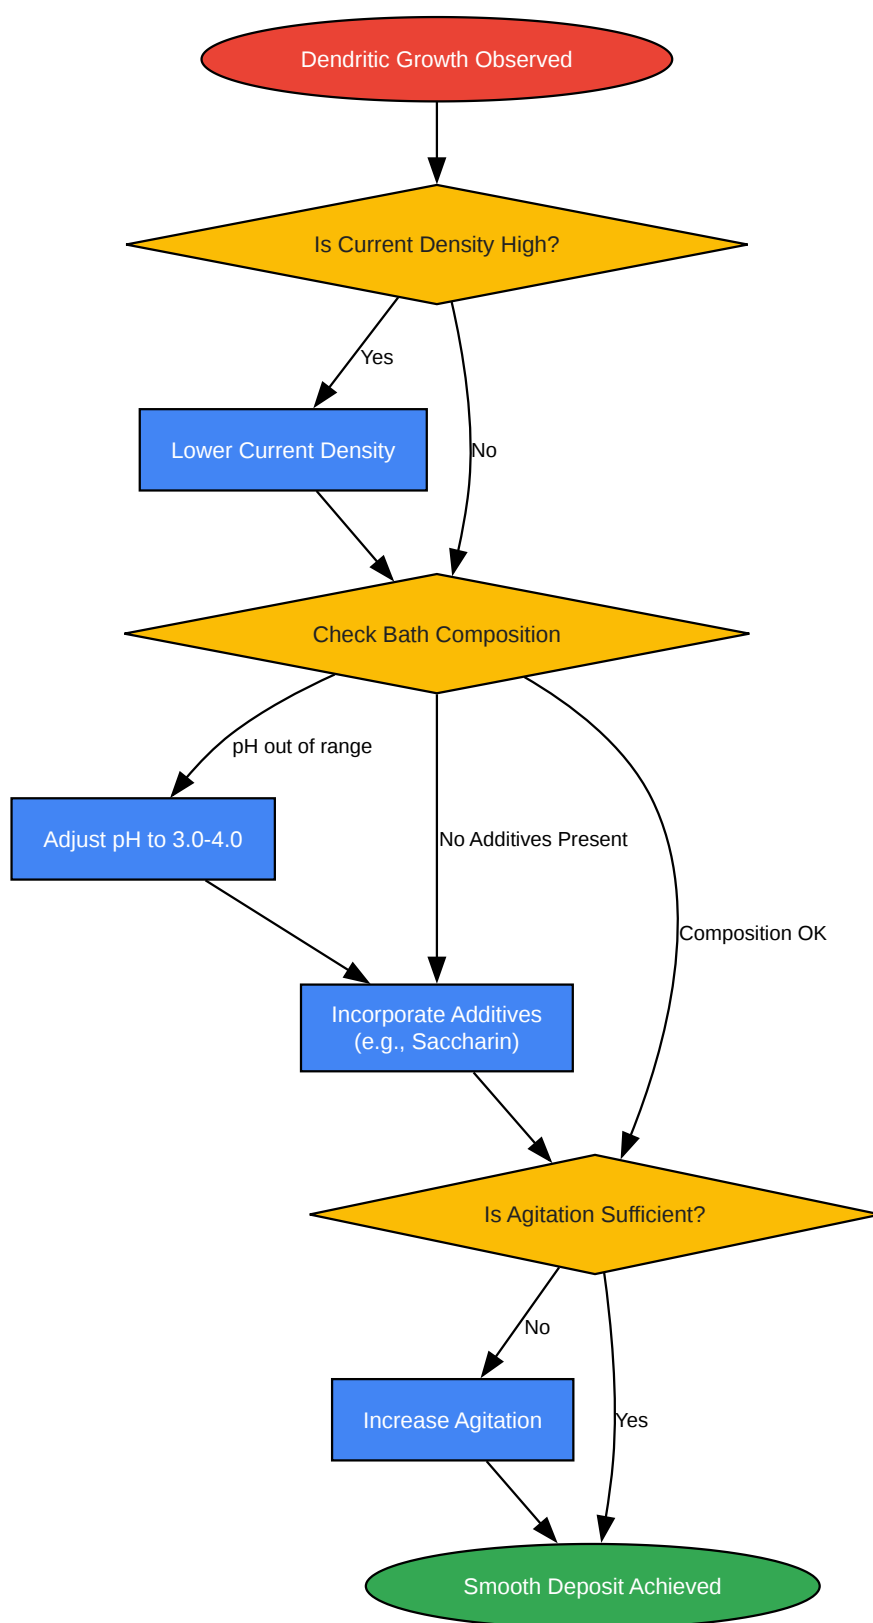 Dendritic Growth Observed
Is Current Density High?
Yes
Lower Current Density
No
Check Bath Composition
pH out of range
Adjust pH to 3.0-4.0
No Additives Present
Composition OK
Incorporate Additives
(e.g., Saccharin)
Is Agitation Sufficient?
No
Increase Agitation
Yes
Smooth Deposit Achieved